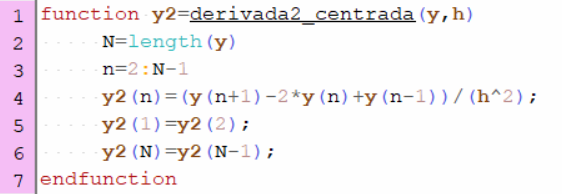 1 function y2=derivada2_centrada(y,h)
2 N=length(y)
3 n=2:N-1
4 y2(n)=(y(n+1)-2*y(n)+y(n-1))/(h^2);
5 y2(1)=y2(2);
6 y2(N)=y2(N-1);
7 endfunction